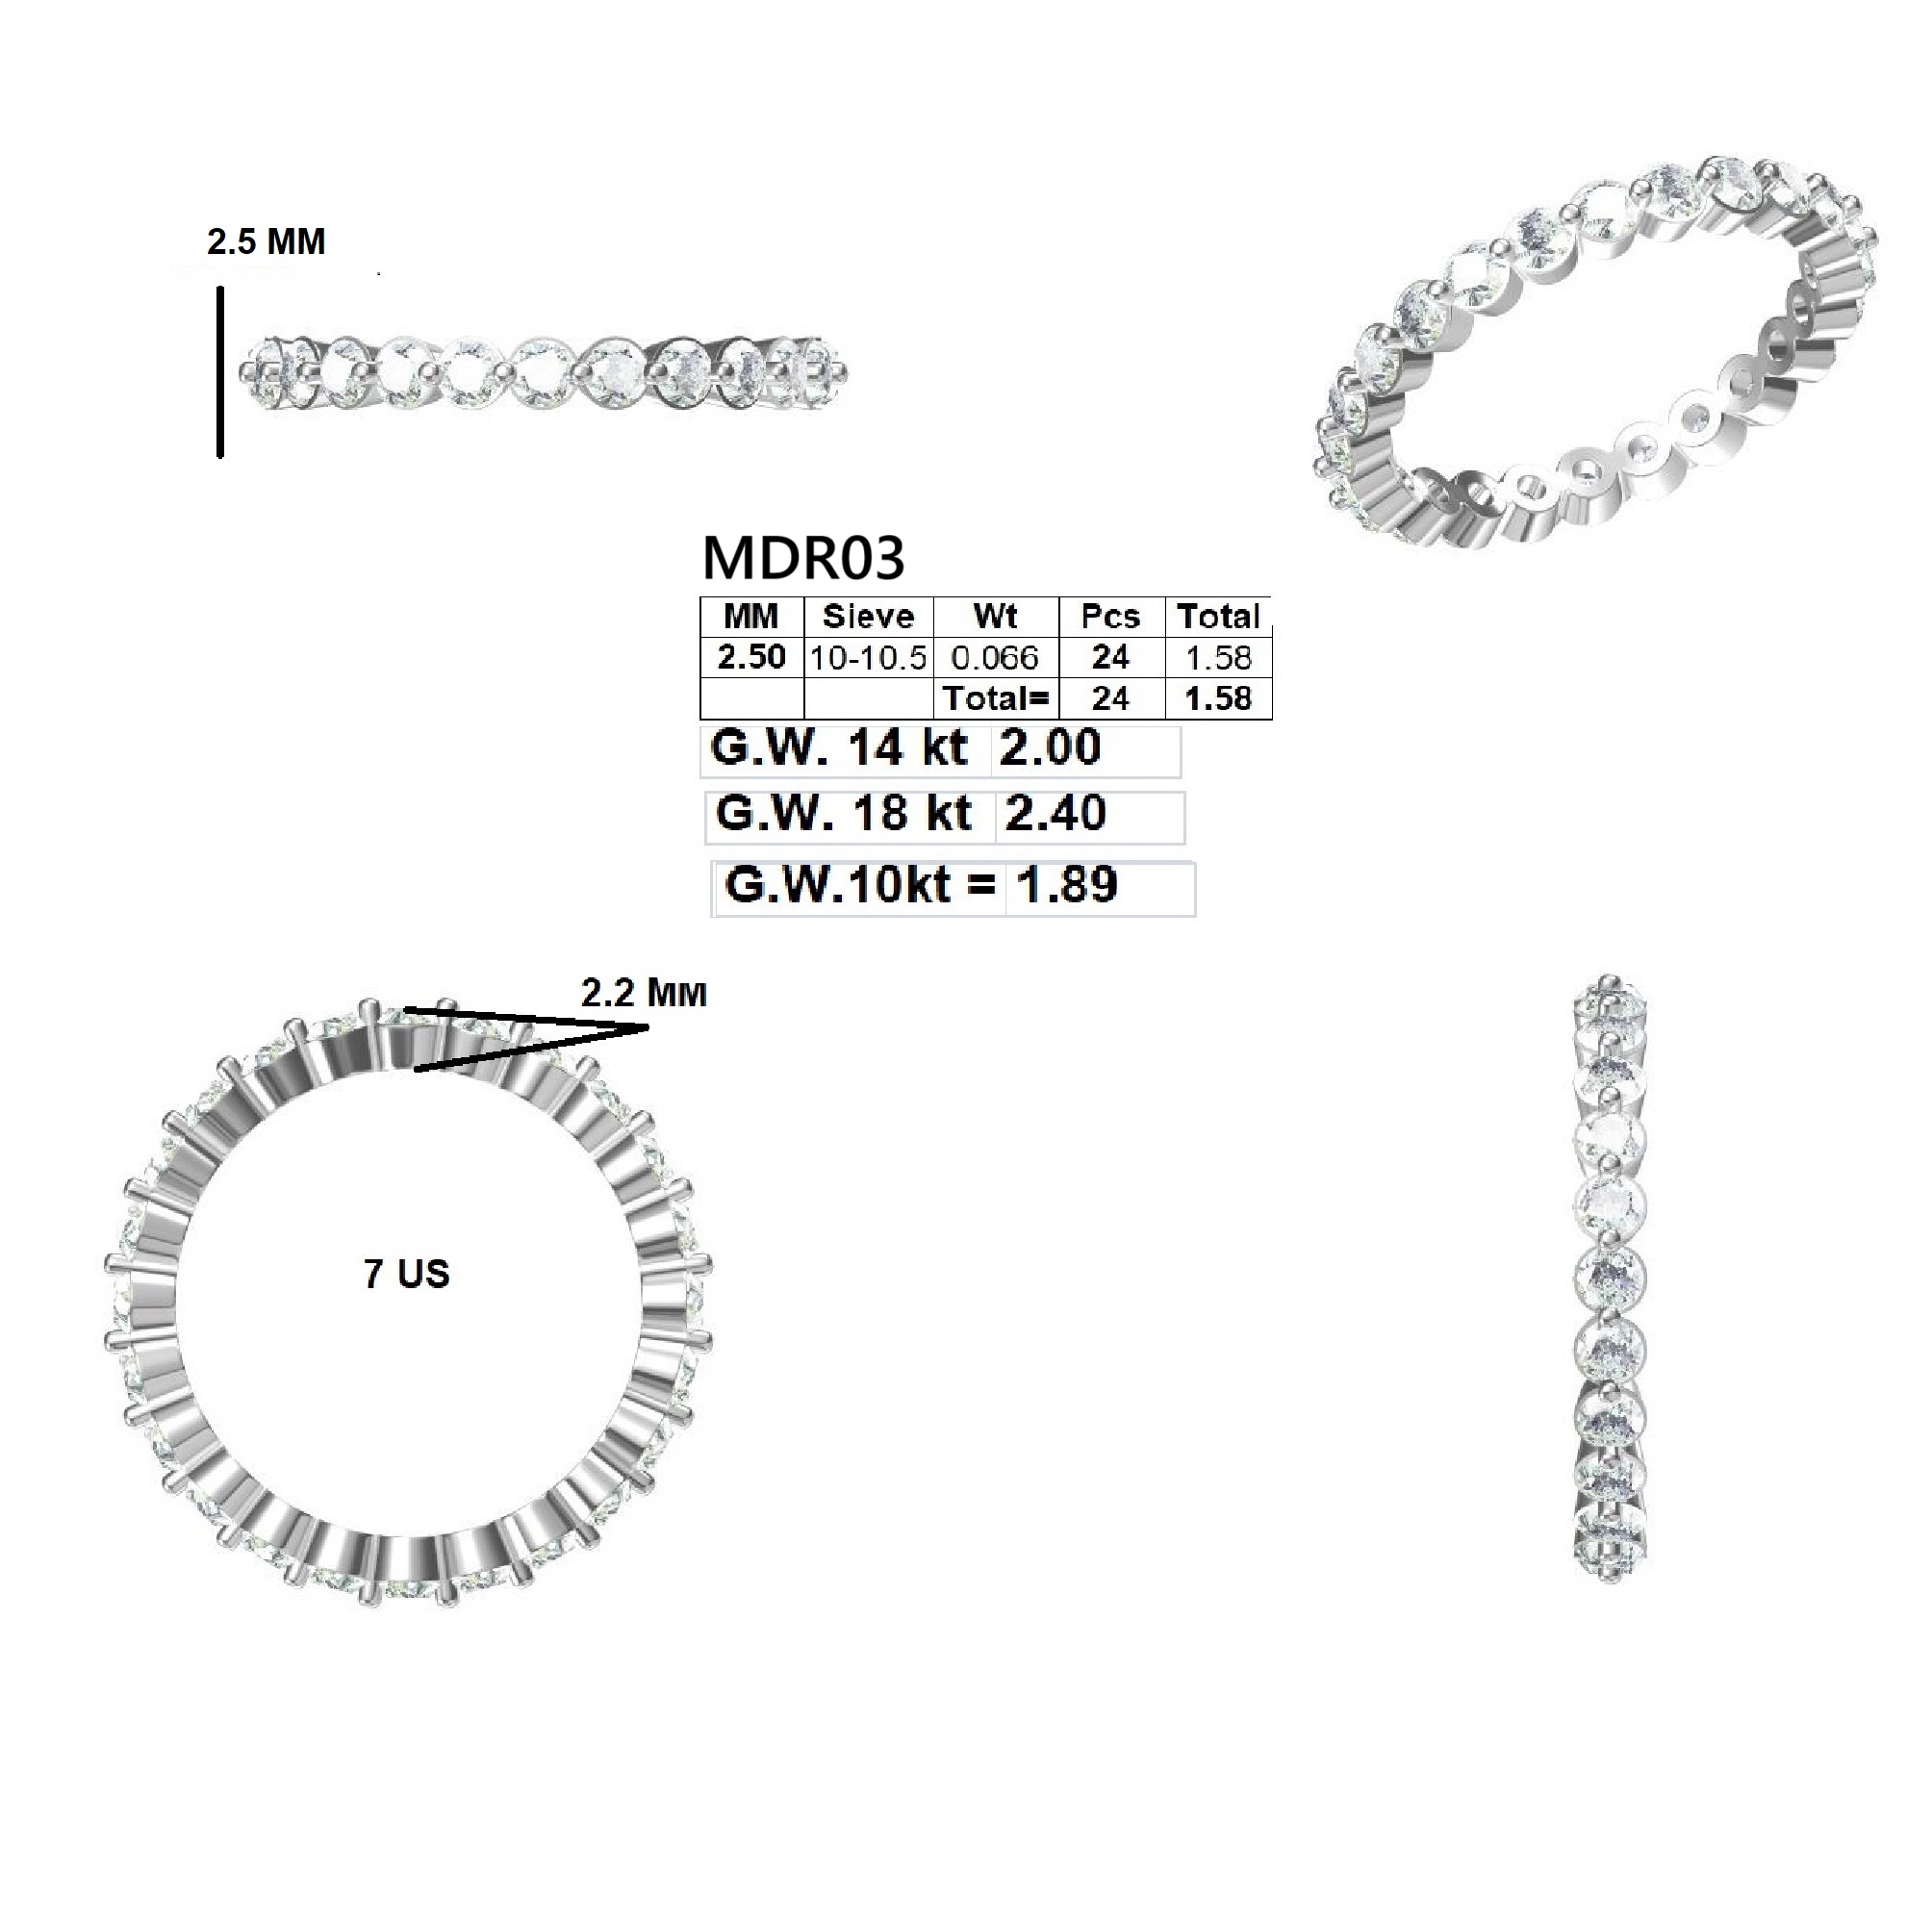 2.5 MM
MDR03
MM Sieve Wt Pcs Total
2.50 10-10.5 0.066 24 1.58
Total= 24 1.58
G.W. 14 kt 2.00
G.W. 18 kt 2.40
G.W.10kt = 1.89
2.2 MM
7 US